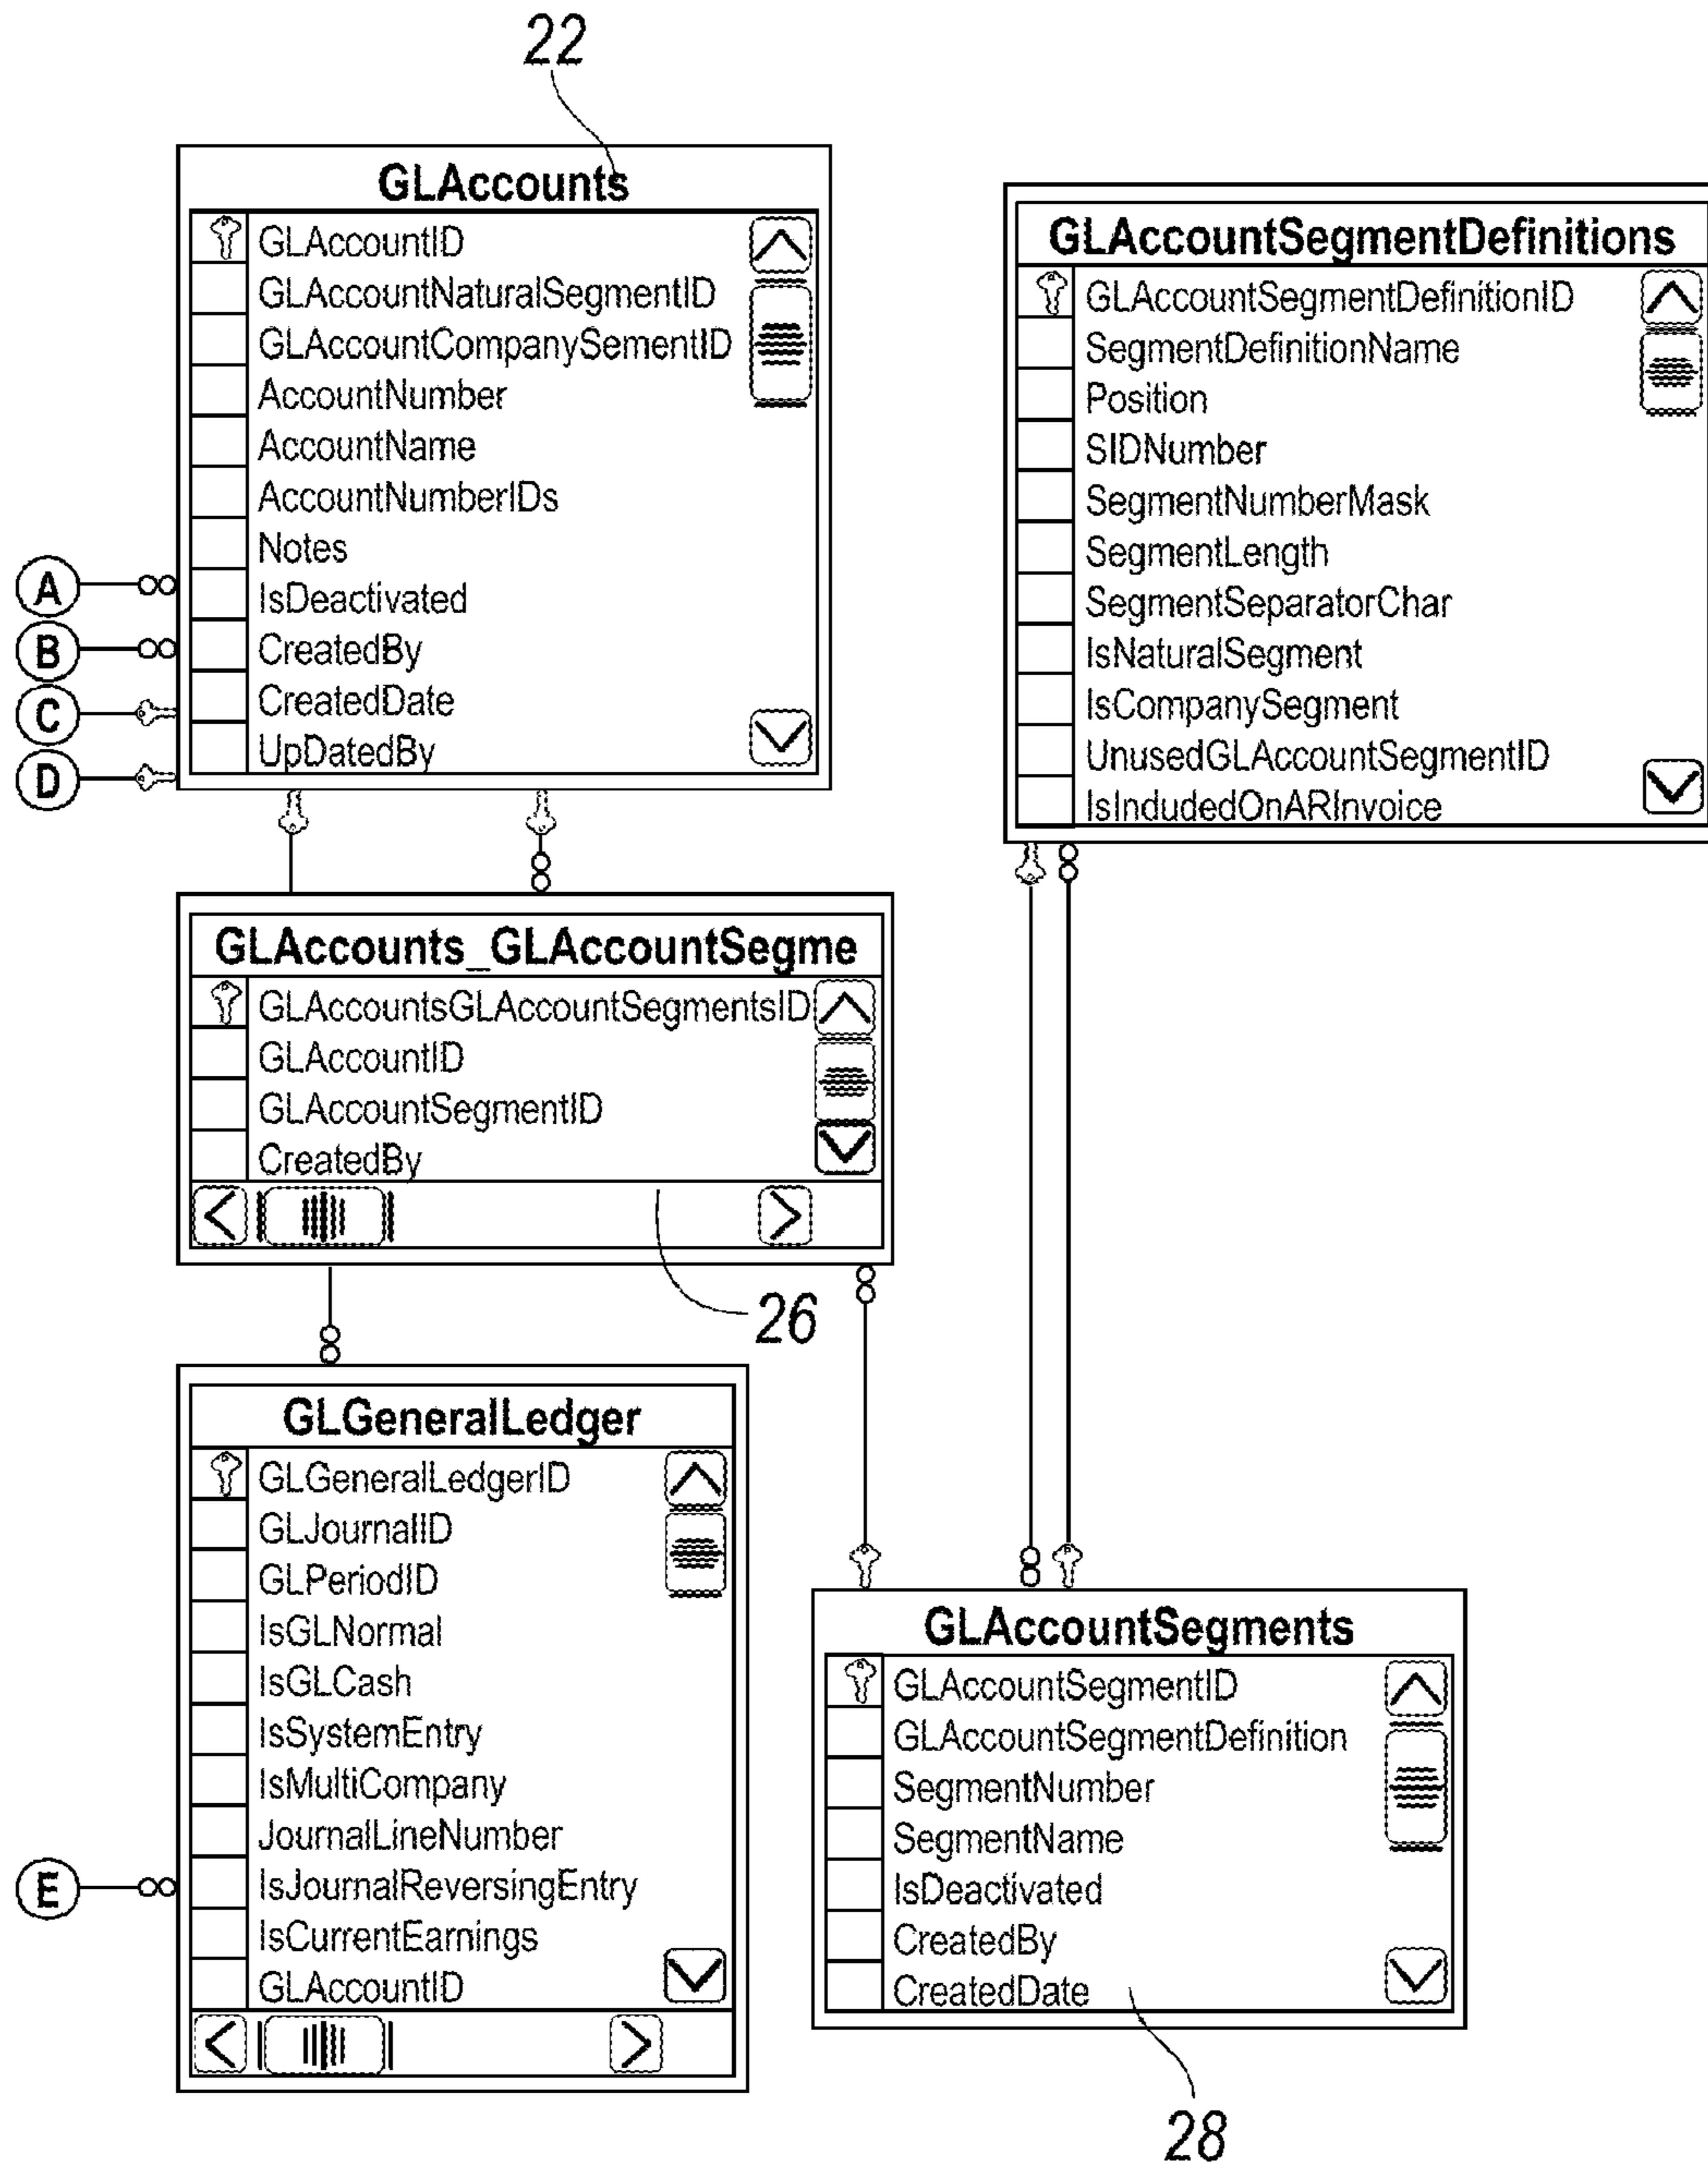 22
GLAccounts
GLAccountID
GLAccountNaturalSegmentID
GLAccountCompanySementID
AccountNumber
AccountName
AccountNumberIDs
Notes
IsDeactivated
CreatedBy
CreatedDate
UpDatedBy
A
B
C
D
GLAccountSegmentDefinitions
GLAccountSegmentDefinitionID
SegmentDefinitionName
Position
SIDNumber
SegmentNumberMask
SegmentLength
SegmentSeparatorChar
IsNaturalSegment
IsCompanySegment
UnusedGLAccountSegmentID
IsIndudedOnARInvoice
GLAccounts_GLAccountSegme
GLAccountsGLAccountSegmentsID
GLAccountID
GLAccountSegmentID
CreatedBy
26
GLGeneralLedger
GLGeneralLedgerID
GLJournalID
GLPeriodID
IsGLNormal
IsGLCash
IsSystemEntry
IsMultiCompany
JournalLineNumber
IsJournalReversingEntry
IsCurrentEarnings
GLAccountID
E
GLAccountSegments
GLAccountSegmentID
GLAccountSegmentDefinition
SegmentNumber
SegmentName
IsDeactivated
CreatedBy
CreatedDate
28